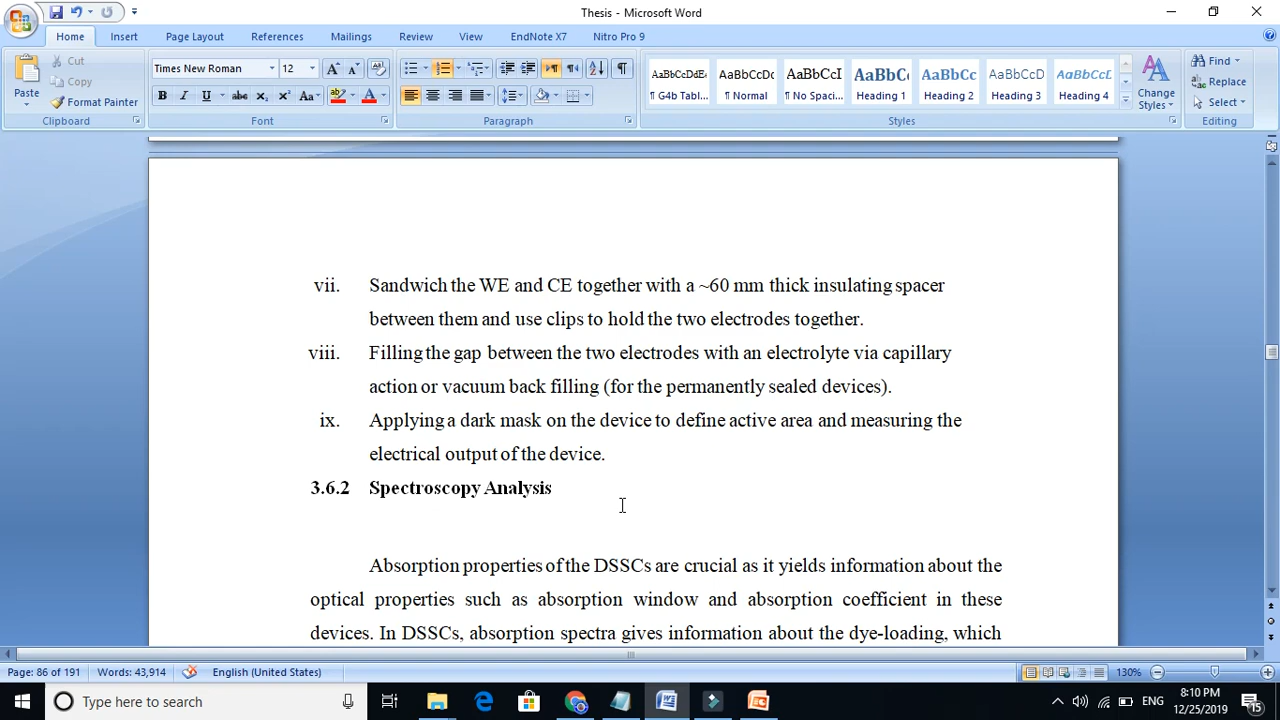 Thesis - Microsoft Word
Home Insert Page Layout References Mailings Review View EndNote X7 Nitro Pro 9
Paste
Cut
Copy
Format Painter
Clipboard
Times New Roman 12
Font
Paragraph
AaBbCcDdE AaBbCcD. AaBbCcI AaBbC AaBbCc AaBbCcD AaBbCcD
¶ G4b Tabl... ¶ Normal ¶ No Spaci... Heading 1 Heading 2 Heading 3 Heading 4
Change
Styles
Styles
Find
Replace
Select
Editing
vii. Sandwich the WE and CE together with a ~60 mm thick insulating spacer
between them and use clips to hold the two electrodes together.
viii. Filling the gap between the two electrodes with an electrolyte via capillary
action or vacuum back filling (for the permanently sealed devices).
ix. Applying a dark mask on the device to define active area and measuring the
electrical output of the device.
3.6.2 Spectroscopy Analysis
Absorption properties of the DSSCs are crucial as it yields information about the
optical properties such as absorption window and absorption coefficient in these
devices. In DSSCs, absorption spectra gives information about the dye-loading, which
Page: 86 of 191 Words: 43,914 English (United States) 130%
Type here to search
ENG
8:10 PM
12/25/2019
15